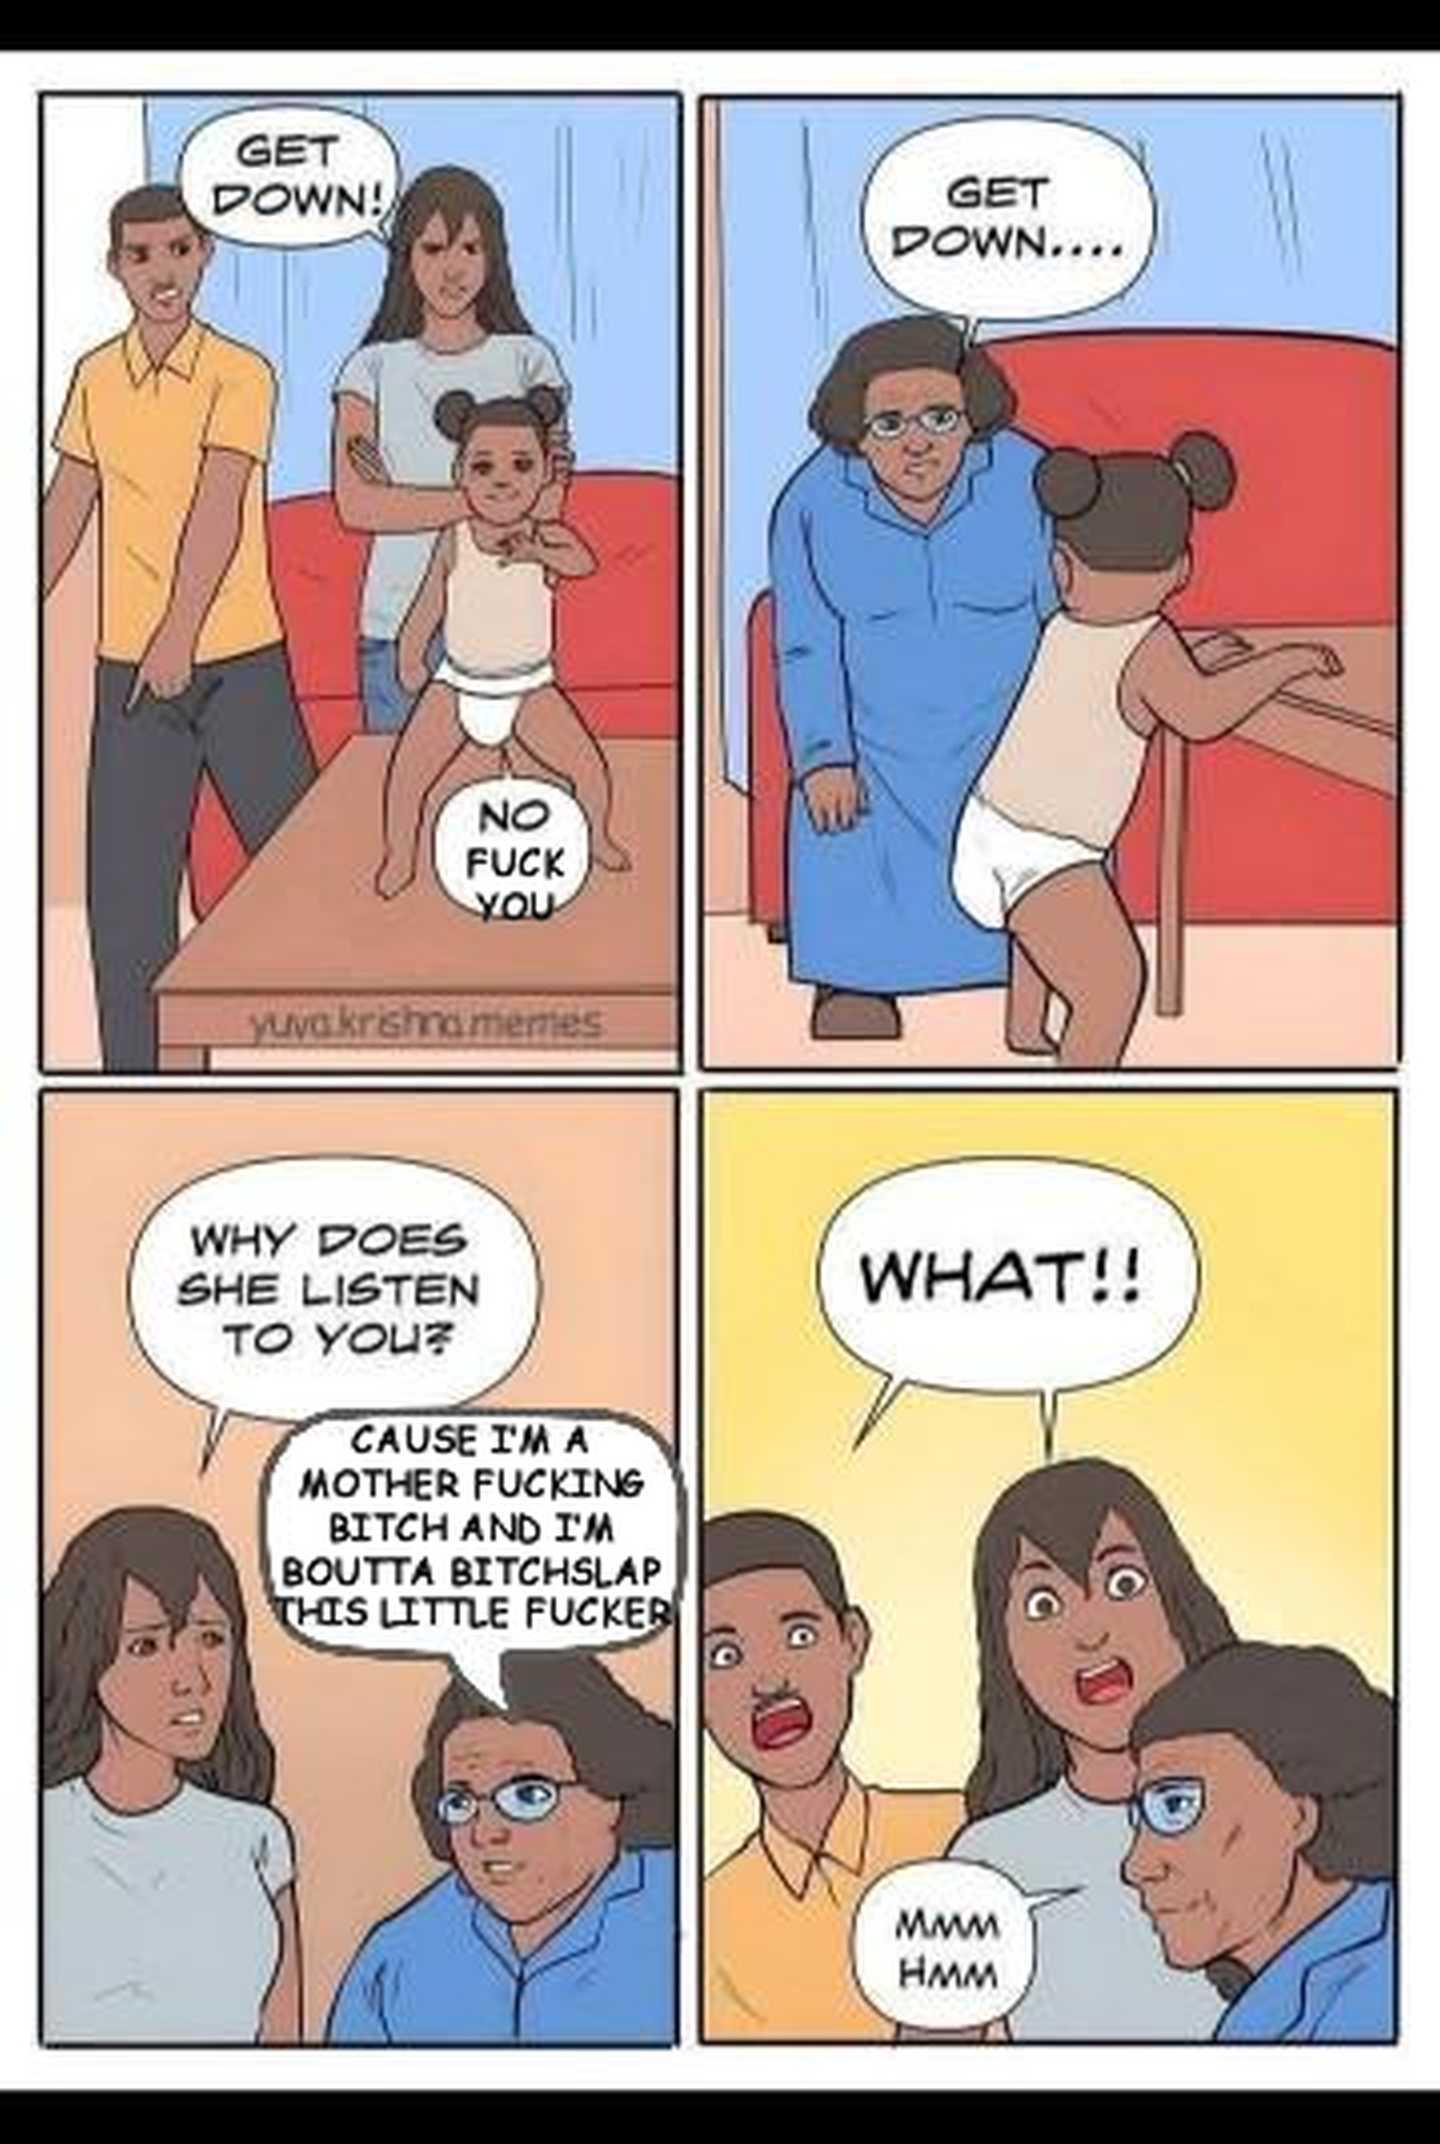 GET
DOWN!
NO
FUCK
YOU
yuva.krishna.memes
GET
DOWN....
WHY DOES
SHE LISTEN
TO YOU?
CAUSE I'M A
MOTHER FUCKING
BITCH AND I'M
BOUTTA BITCHSLAP
THIS LITTLE FUCKER
WHAT!!
MMM
HMM